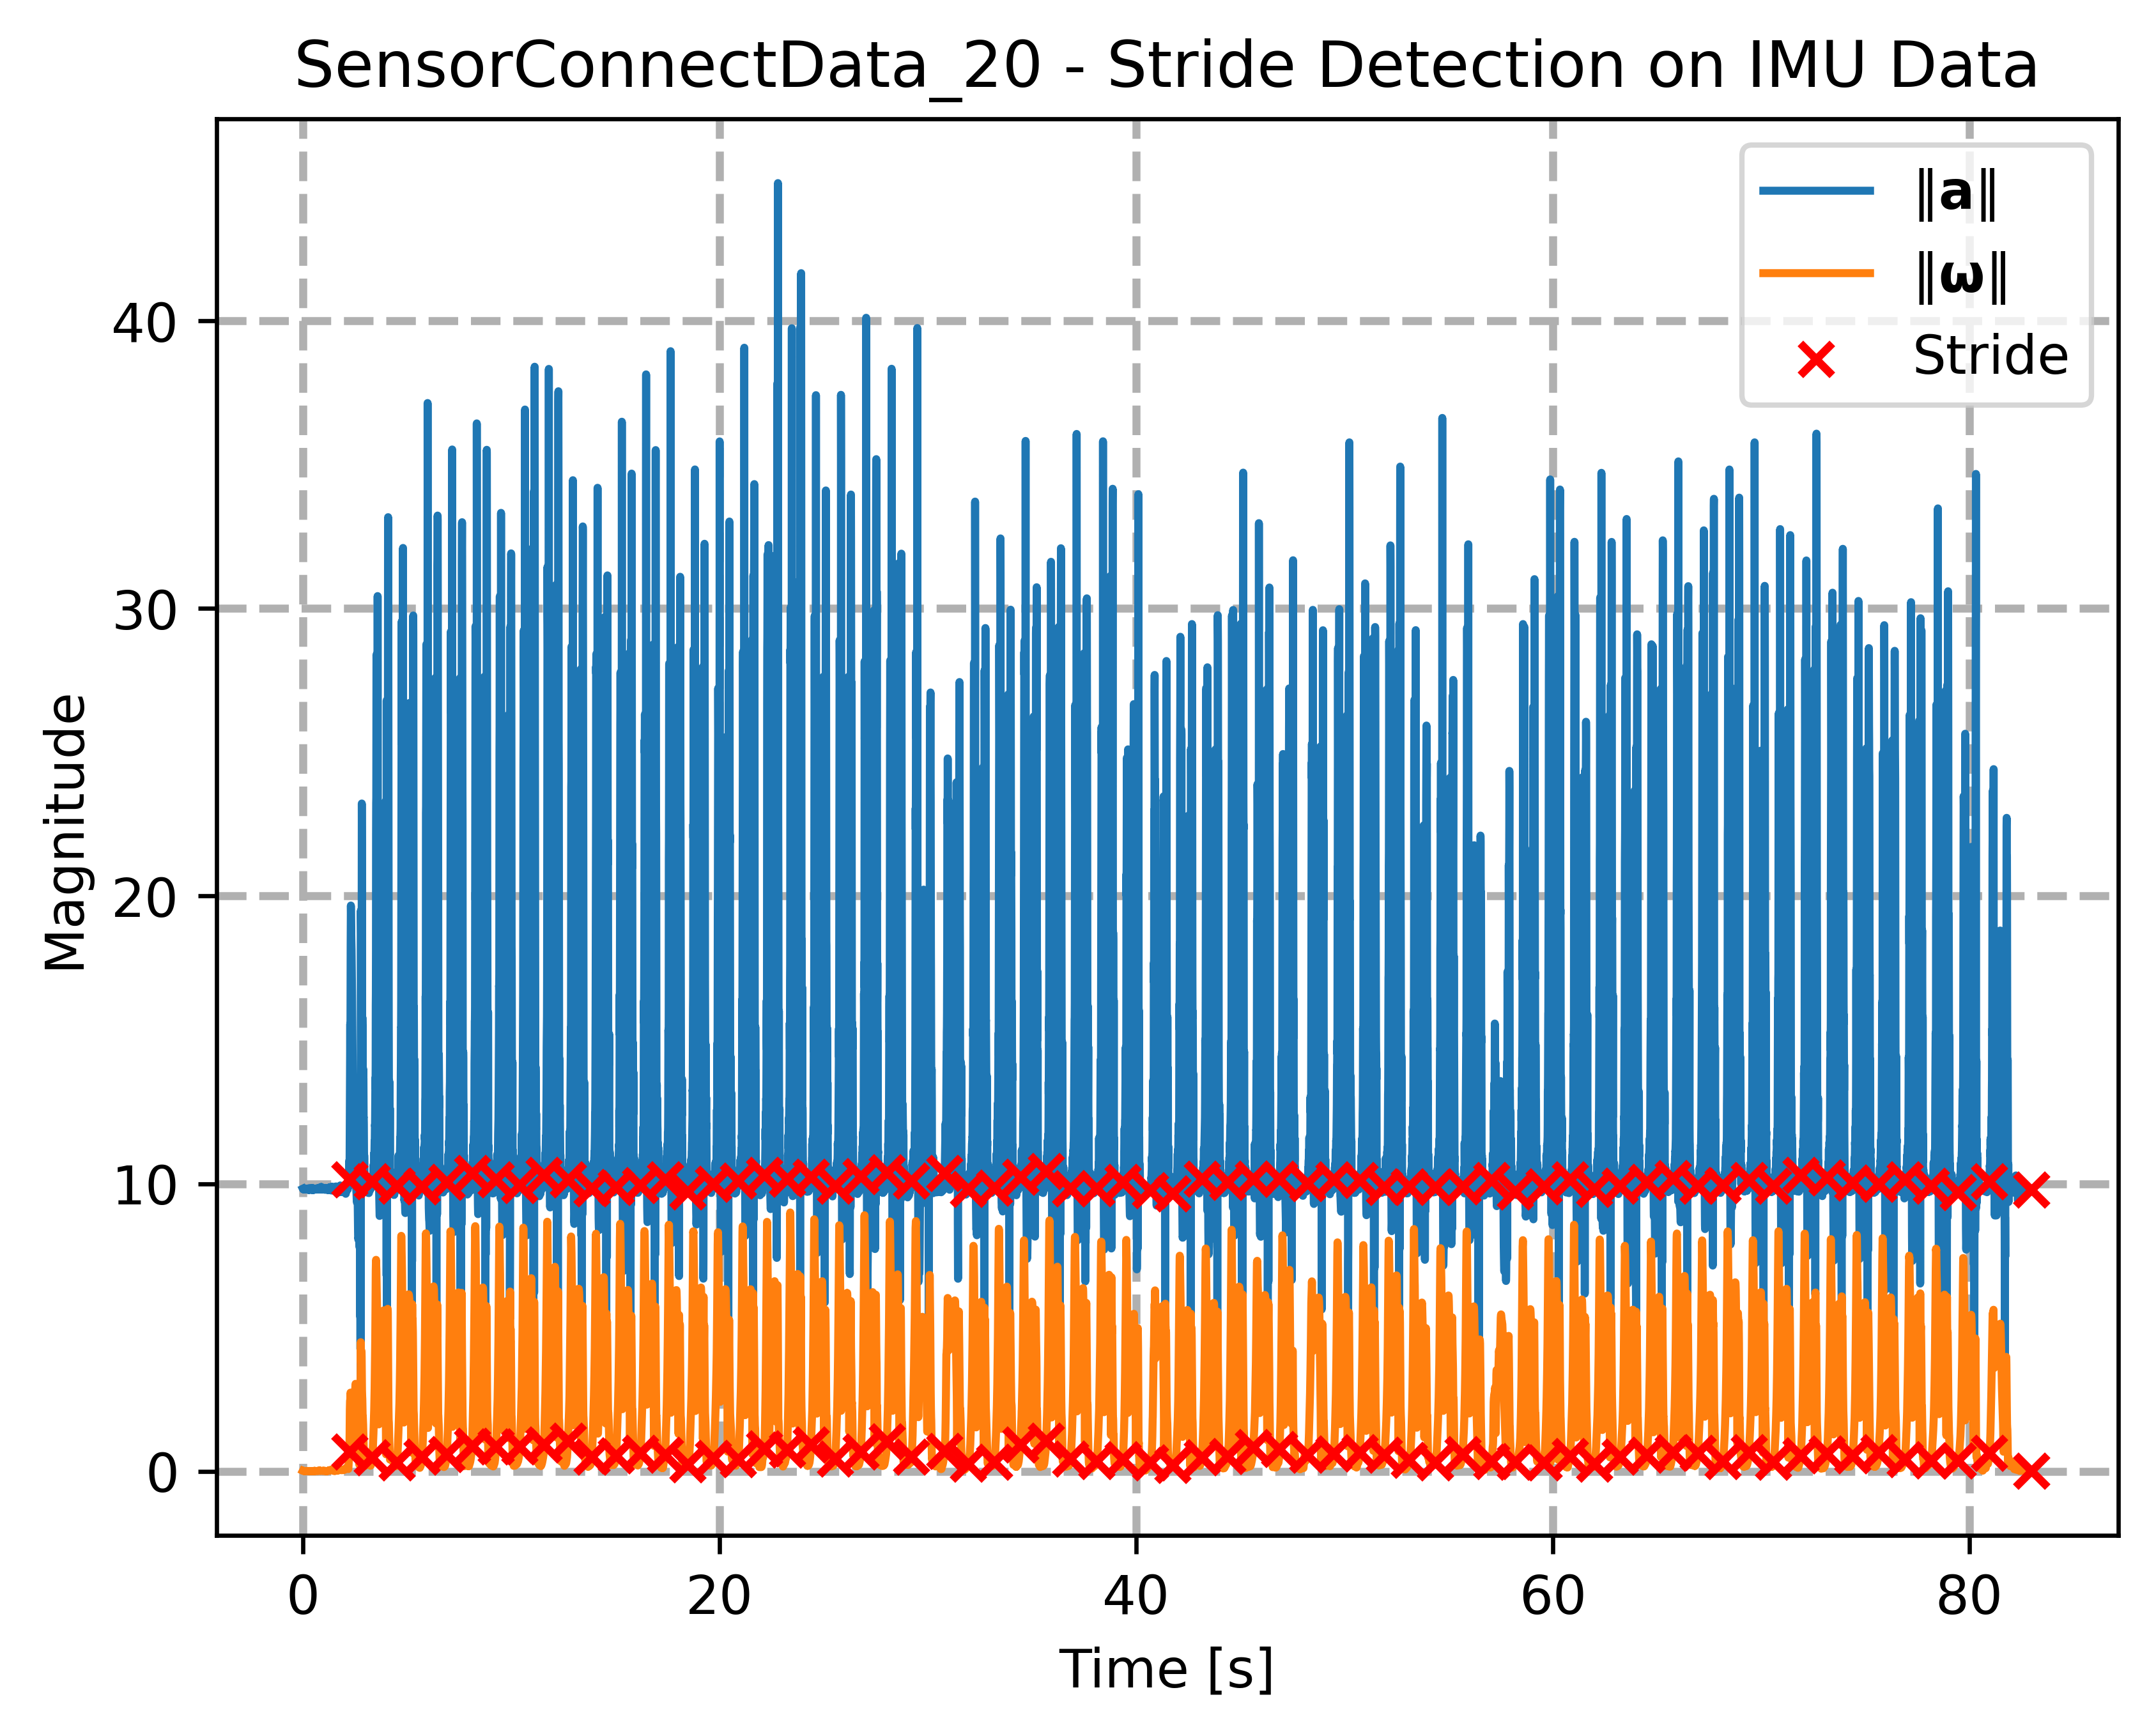 SensorConnectData_20 - Stride Detection on IMU Data
‖a‖
‖ω‖
Stride
Magnitude
40
30
20
10
0
0 20 40 60 80
Time [s]